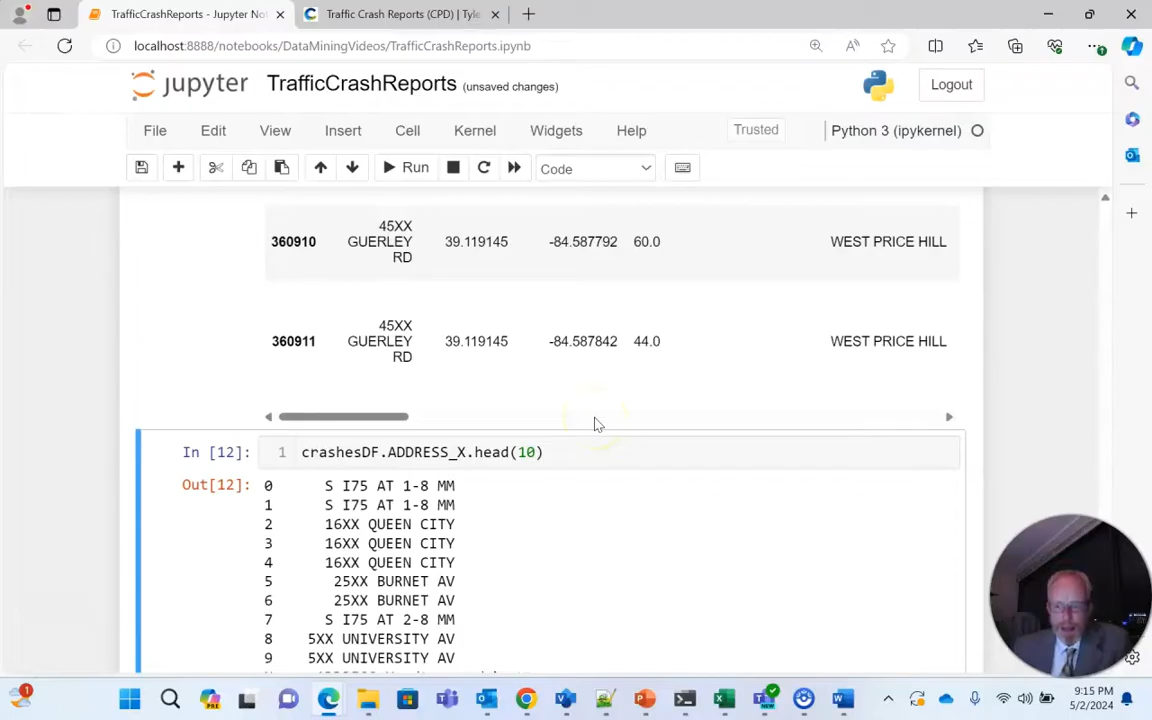 TrafficCrashReports - Jupyter No
Traffic Crash Reports (CPD) | Tyle
localhost:8888/notebooks/DataMiningVideos/TrafficCrashReports.ipynb
jupyter TrafficCrashReports (unsaved changes) Logout
File Edit View Insert Cell Kernel Widgets Help Trusted Python 3 (ipykernel)
Run Code
45XX
360910 GUERLEY 39.119145 -84.587792 60.0 WEST PRICE HILL
RD
45XX
360911 GUERLEY 39.119145 -84.587842 44.0 WEST PRICE HILL
RD
In [12]: 1 crashesDF.ADDRESS_X.head(10)
Out[12]: 0 S I75 AT 1-8 MM
1 S I75 AT 1-8 MM
2 16XX QUEEN CITY
3 16XX QUEEN CITY
4 16XX QUEEN CITY
5 25XX BURNET AV
6 25XX BURNET AV
7 S I75 AT 2-8 MM
8 5XX UNIVERSITY AV
9 5XX UNIVERSITY AV
9:15 PM
5/2/2024